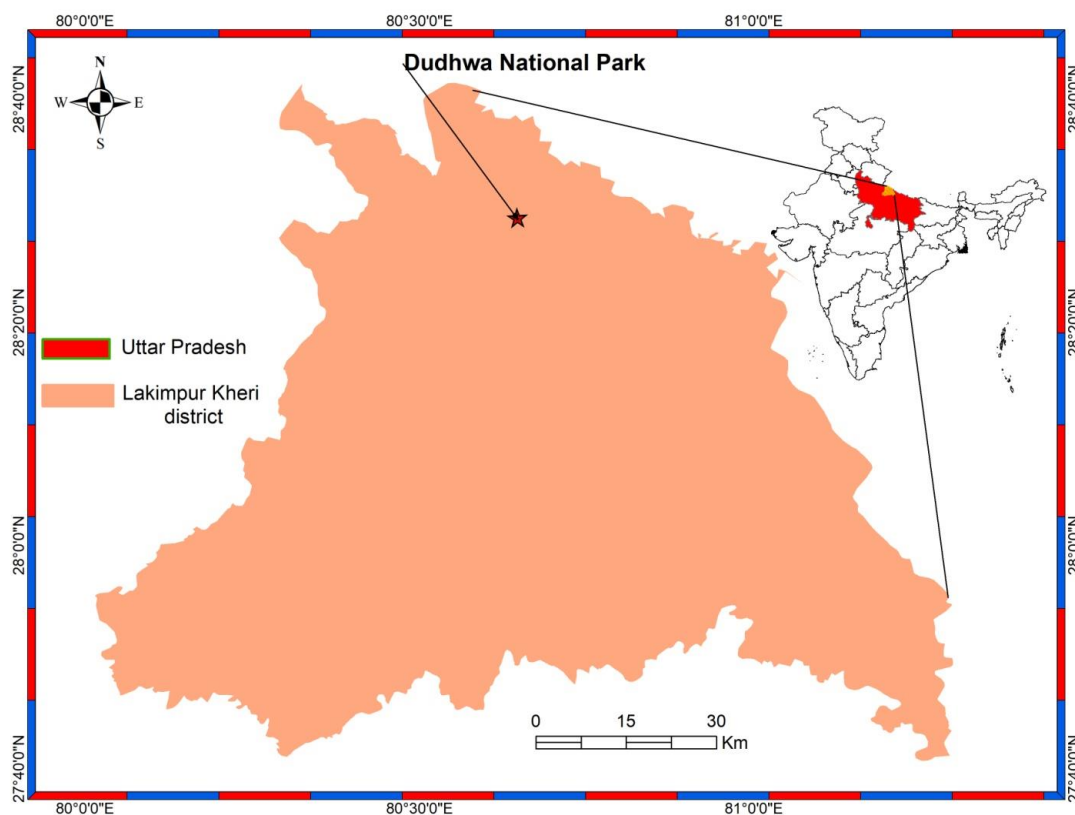 80°0'0"E 80°30'0"E 81°0'0"E
Dudhwa National Park
N
W E
S
28°40'0"N 28°40'0"N
28°20'0"N 28°20'0"N
Uttar Pradesh
Lakimpur Kheri
district
28°0'0"N 28°0'0"N
0 15 30
Km
27°40'0"N 27°40'0"N
80°0'0"E 80°30'0"E 81°0'0"E